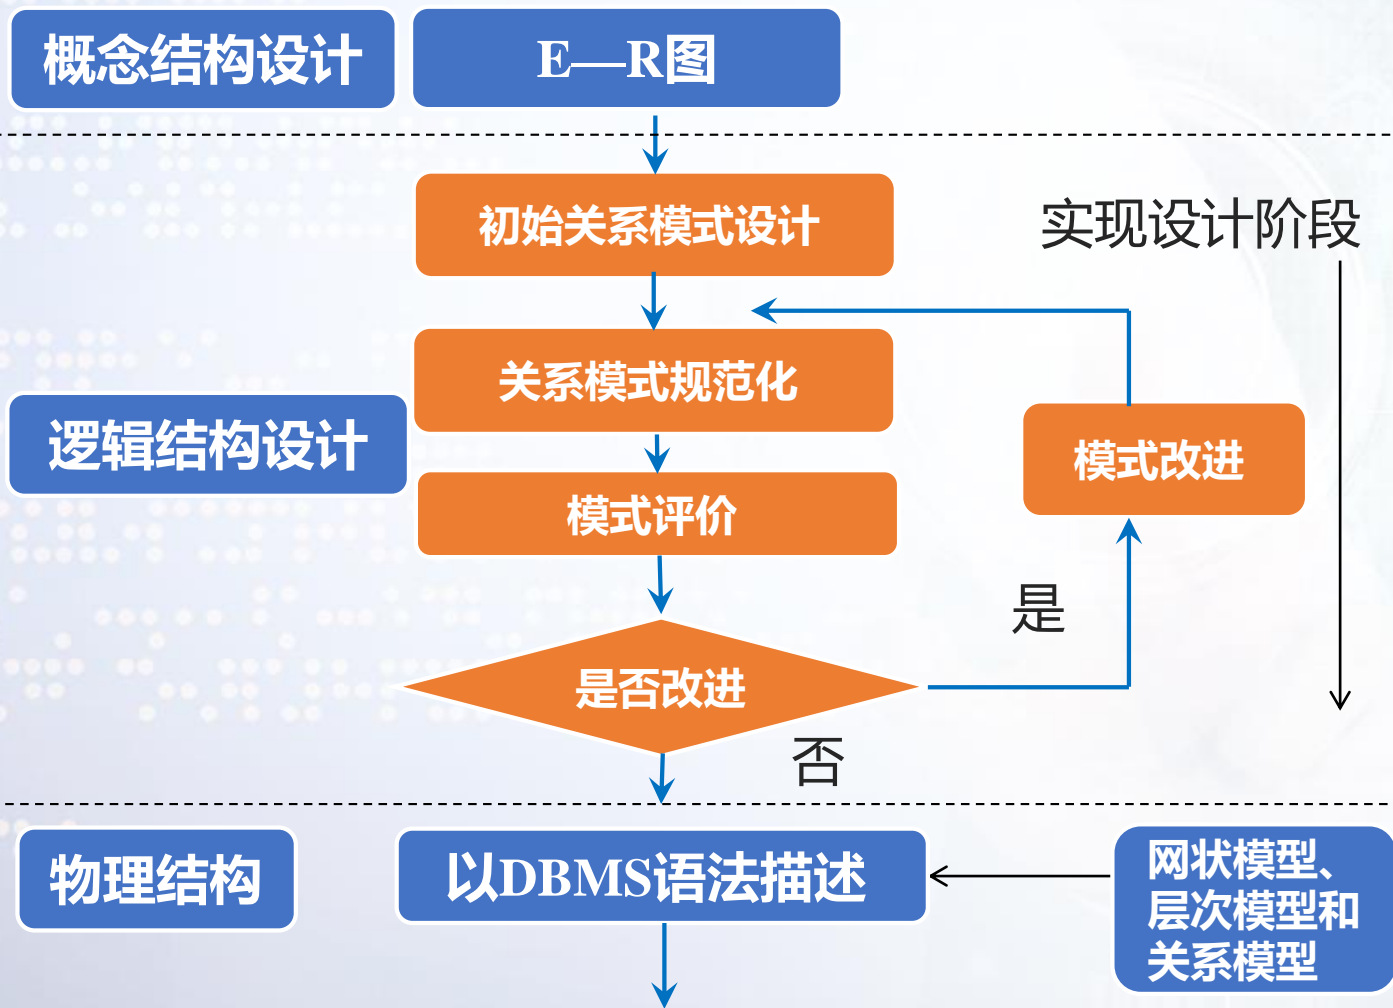 概念结构设计
E—R图
初始关系模式设计
实现设计阶段
关系模式规范化
逻辑结构设计
模式改进
模式评价
是
是否改进
否
物理结构
以DBMS语法描述
网状模型、
层次模型和
关系模型